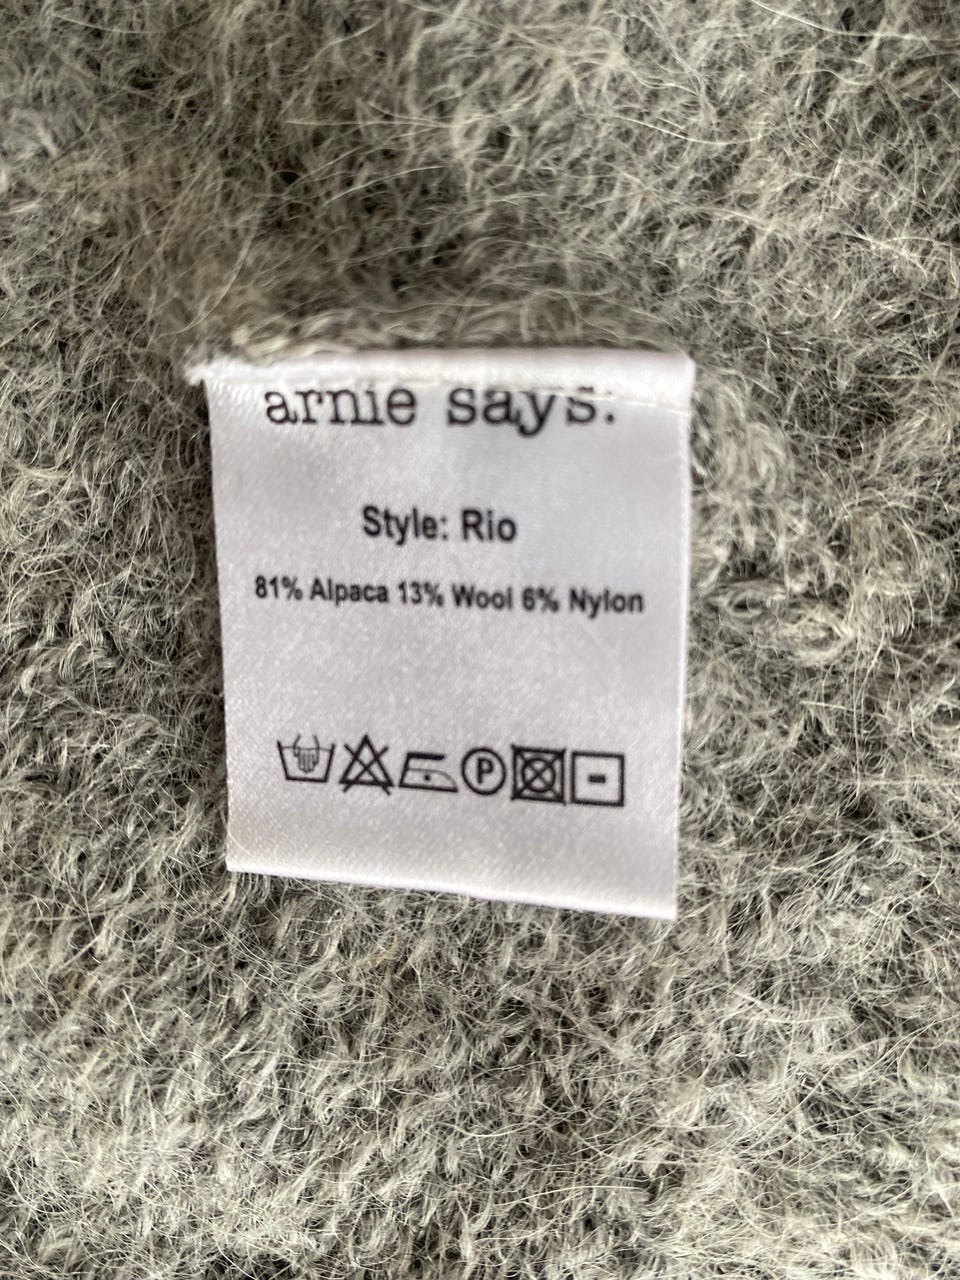 arnie says.
Style: Rio
81% Alpaca 13% Wool 6% Nylon
P